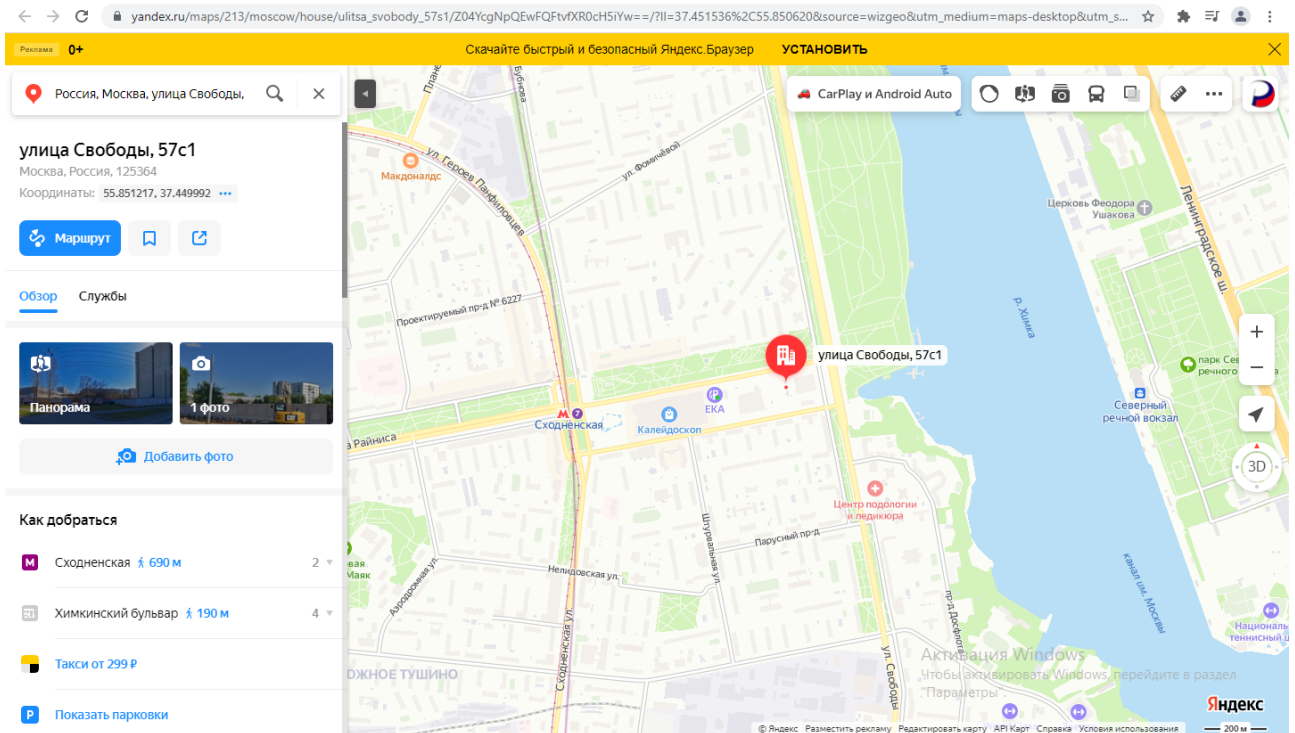 yandex.ru/maps/213/moscow/house/ulitsa_svobody_57s1/Z04YcgNpQEwFQFtvfXR0cH5iYw==/?ll=37.451536%2C55.850620&source=wizgeo&utm_medium=maps-desktop&utm_s...
Реклама 0+ Скачайте быстрый и безопасный Яндекс.Браузер УСТАНОВИТЬ
Россия, Москва, улица Свободы,
CarPlay и Android Auto
улица Свободы, 57с1
Москва, Россия, 125364
Координаты: 55.851217, 37.449992
Маршрут
Обзор Службы
Панорама
1 фото
Добавить фото
Как добраться
М Сходненская 690 м 2
Химкинский бульвар 190 м 4
Такси от 299 ₽
P Показать парковки
Бубнова
Макдоналдс
ул. Героев Панфиловцев
ул. Фомичёвой
Церковь Феодора
Ушакова
Ленинградское ш.
Проектируемый пр-д № 6227
р. Химка
улица Свободы, 57с1
парк Сев
речного
Северный
речной вокзал
ЕКА
Калейдоскоп
М 7
Сходненская
а Райниса
3D
Центр подологии
и педикюра
Штурвальная ул.
Парусный пр-д
Нелидовская ул.
вая
Маяк
Аэродромная ул.
канал им. Москвы
пр-д Досфлота
Националь
теннисный ц
Сходненская ул.
ул. Свободы
ЮЖНОЕ ТУШИНО
Активация Windows
Чтобы активировать Windows, перейдите в раздел
"Параметры".
Яндекс
© Яндекс Разместить рекламу Редактировать карту API Карт Справка Условия использования 200 м